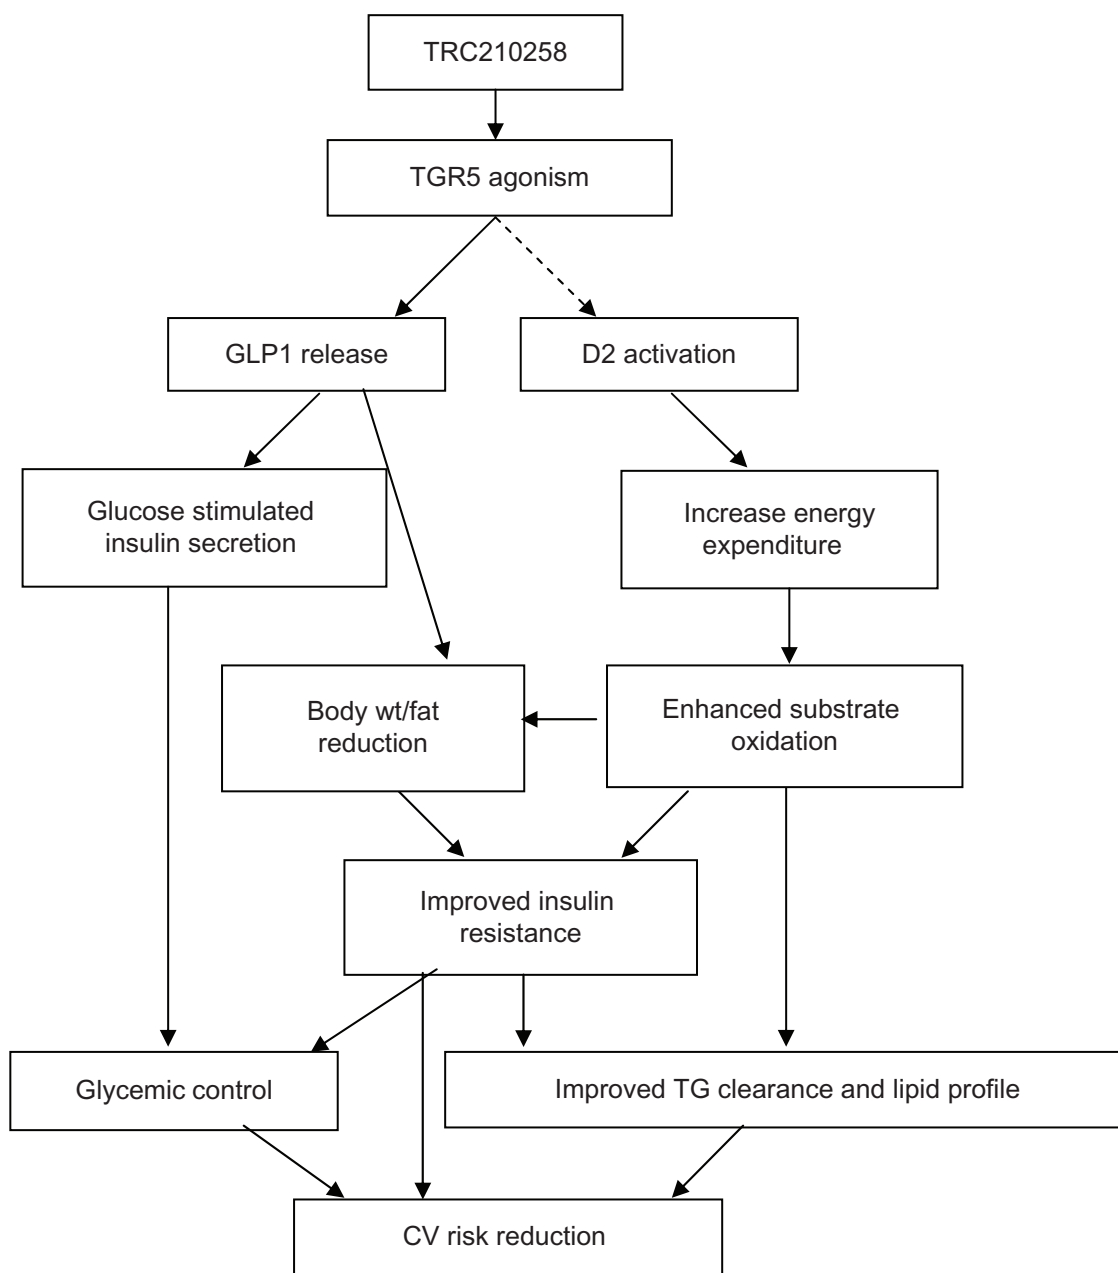 TRC210258
TGR5 agonism
GLP1 release
D2 activation
Glucose stimulated
insulin secretion
Increase energy
expenditure
Body wt/fat
reduction
Enhanced substrate
oxidation
Improved insulin
resistance
Glycemic control
Improved TG clearance and lipid profile
CV risk reduction